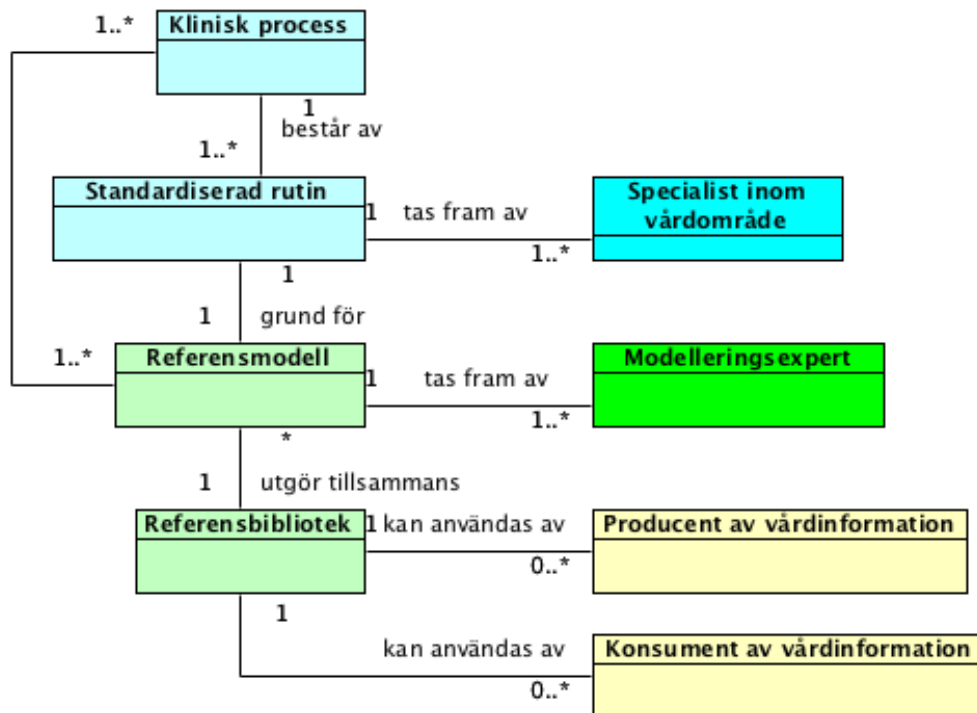 1..*
Klinisk process
1
består av
1..*
Standardiserad rutin
1
tas fram av
1..*
Specialist inom
vårdområde
1
1
grund för
1..*
Referensmodell
1
tas fram av
1..*
Modelleringsexpert
*
1
utgör tillsammans
Referensbibliotek
1
kan användas av
0..*
Producent av vårdinformation
1
kan användas av
0..*
Konsument av vårdinformation